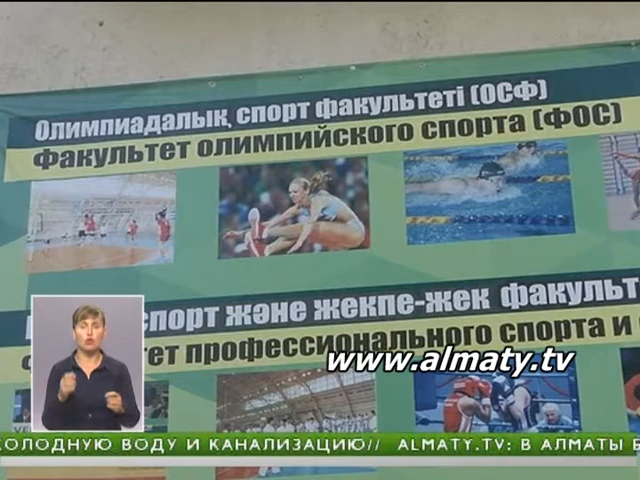 Олимпиадалық спорт факультеті (ОСФ)
Факультет олимпийского спорта (ФОС)
спорт және жекпе-жек факульт
профессионального спорта и
www.almaty.tv
ХОЛОДНУЮ ВОДУ И КАНАЛИЗАЦИЮ// ALMATY.TV: В АЛМАТЫ Б